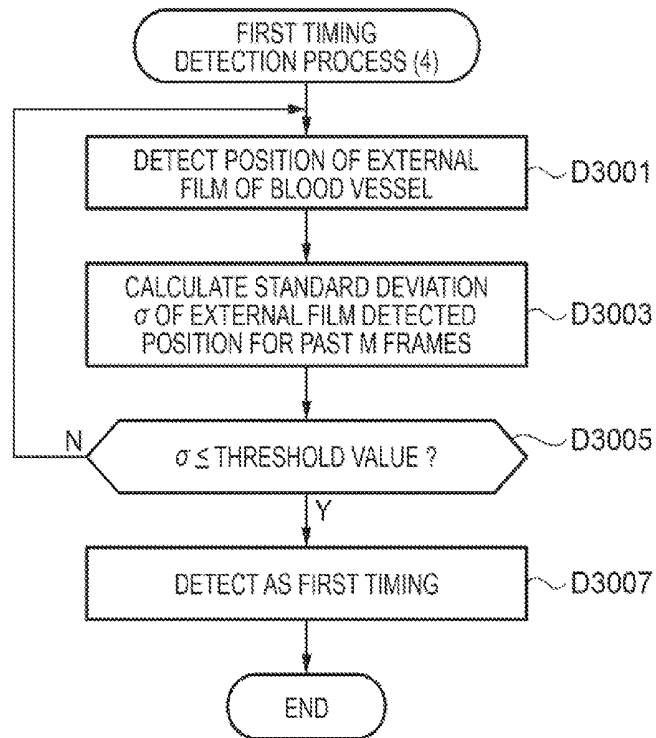 FIRST TIMING
DETECTION PROCESS (4)
DETECT POSITION OF EXTERNAL
FILM OF BLOOD VESSEL
D3001
CALCULATE STANDARD DEVIATION
σ OF EXTERNAL FILM DETECTED
POSITION FOR PAST M FRAMES
D3003
σ ≤ THRESHOLD VALUE ?
D3005
N
Y
DETECT AS FIRST TIMING
D3007
END